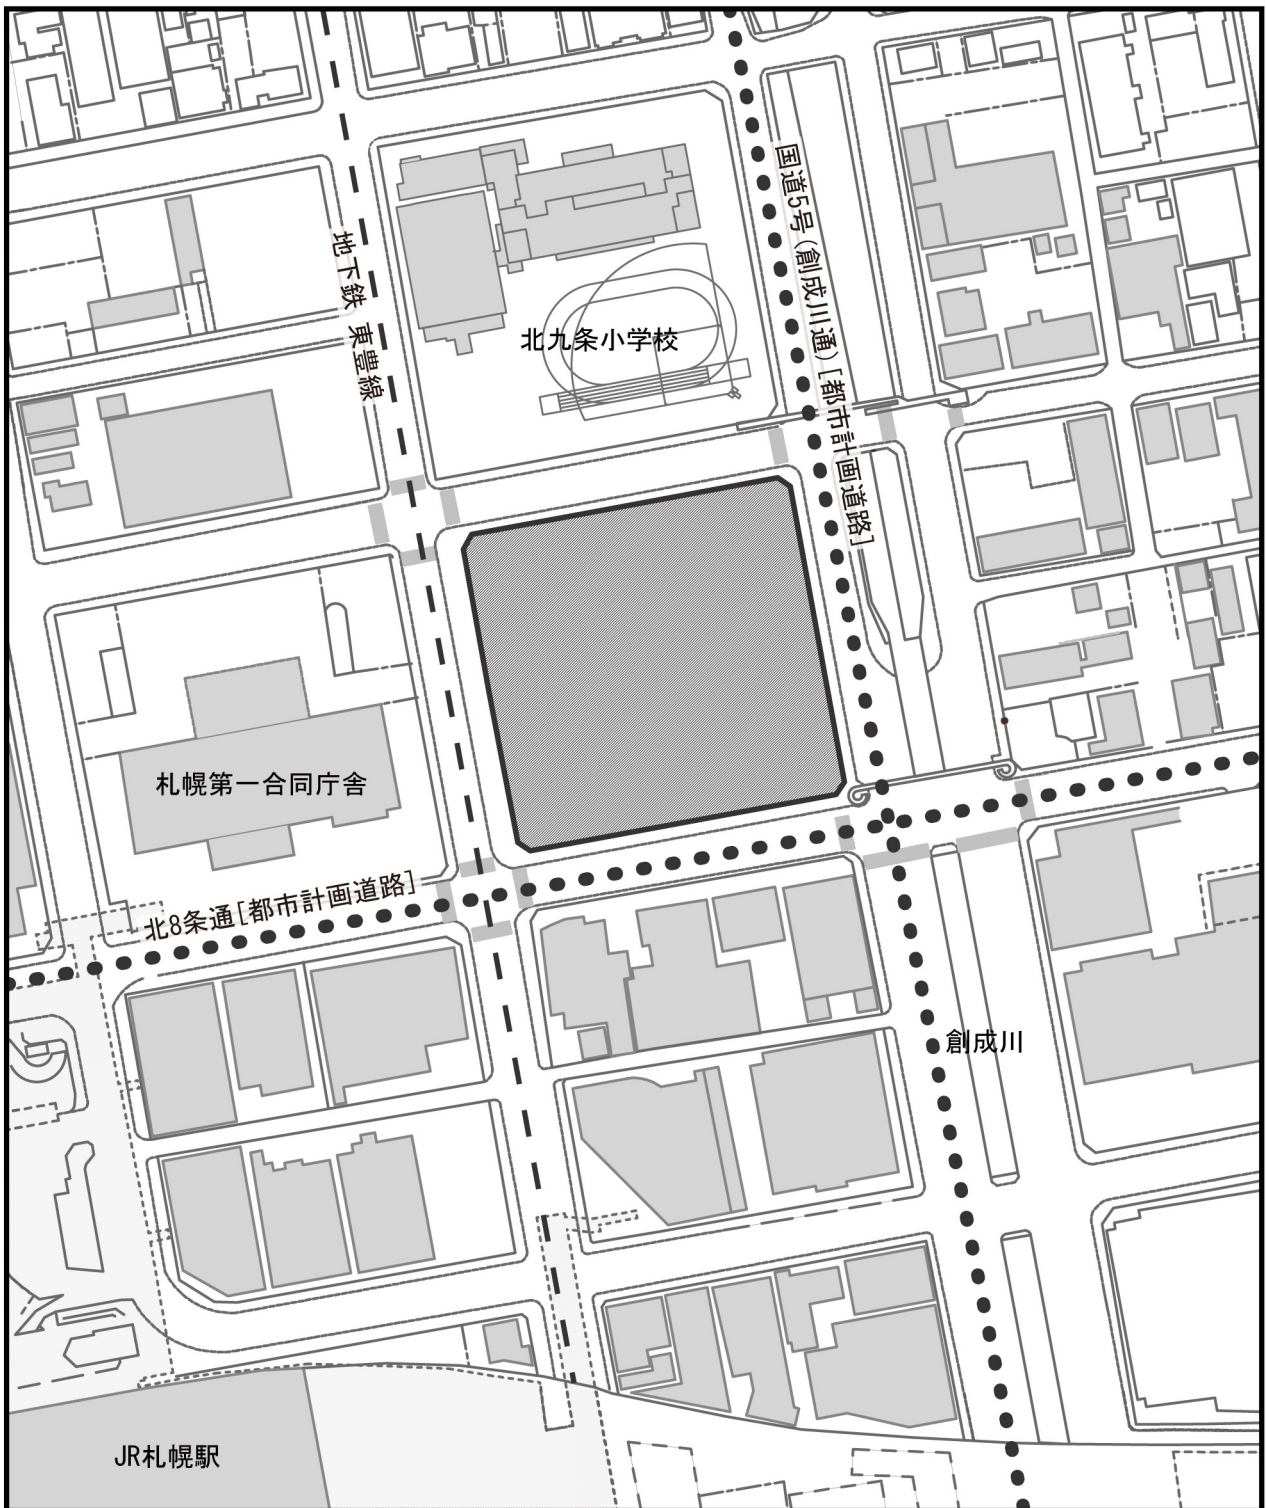 国道5号(創成川通)[都市計画道路]
地下鉄 東豊線
北九条小学校
札幌第一合同庁舎
北8条通[都市計画道路]
創成川
JR札幌駅